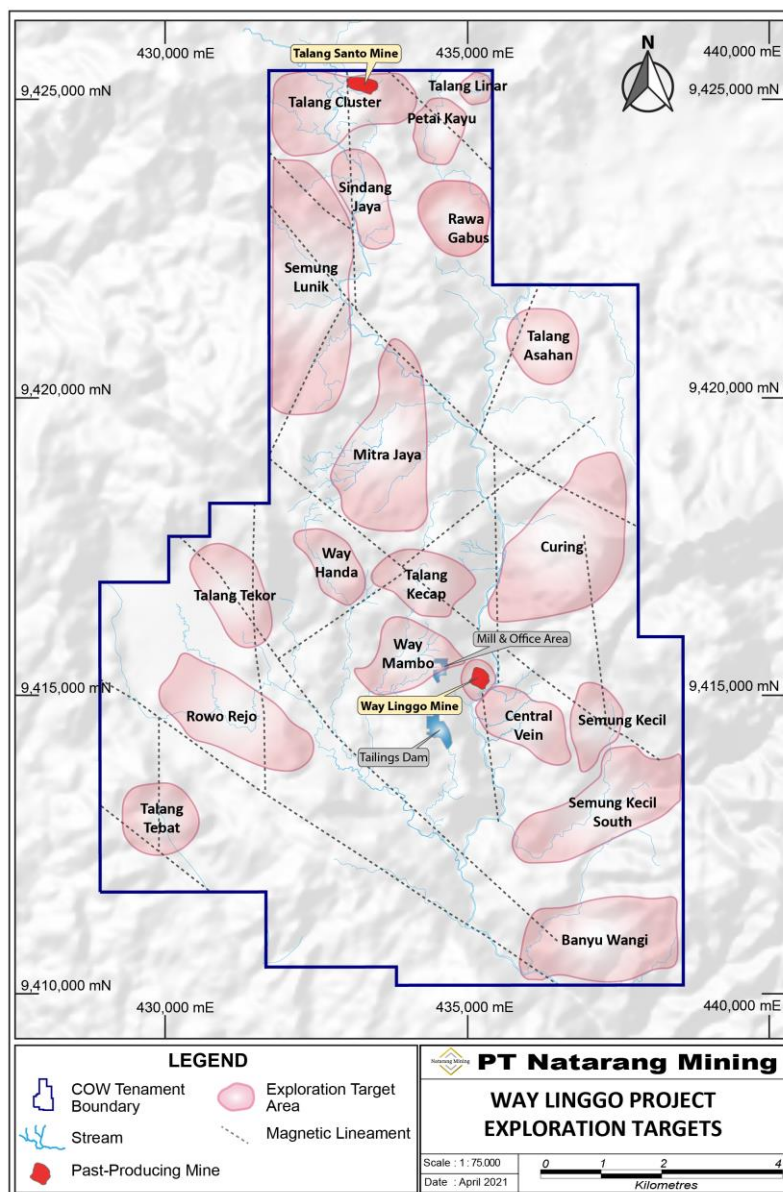 430,000 mE
435,000 mE
440,000 mE
Talang Santo Mine
N
9,425,000 mN
9,425,000 mN
Talang Linar
Talang Cluster
Petai Kayu
Sindang
Jaya
Rawa
Gabus
Semung
Lunik
Talang
Asahan
9,420,000 mN
9,420,000 mN
Mitra Jaya
Curing
Way
Handa
Talang
Kecap
Talang Tekor
Mill & Office Area
Way
Mambo
9,415,000 mN
9,415,000 mN
Way Linggo Mine
Rowo Rejo
Central
Vein
Semung Kecil
Tailings Dam
Talang
Tebat
Semung Kecil
South
Banyu Wangi
9,410,000 mN
9,410,000 mN
430,000 mE
435,000 mE
440,000 mE
LEGEND
COW Tenament
Boundary
Exploration Target
Area
Stream
Magnetic Lineament
Past-Producing Mine
Natarang Mining
PT Natarang Mining
WAY LINGGO PROJECT
EXPLORATION TARGETS
Scale : 1 : 75.000
Date : April 2021
0 1 2 4
Kilometres